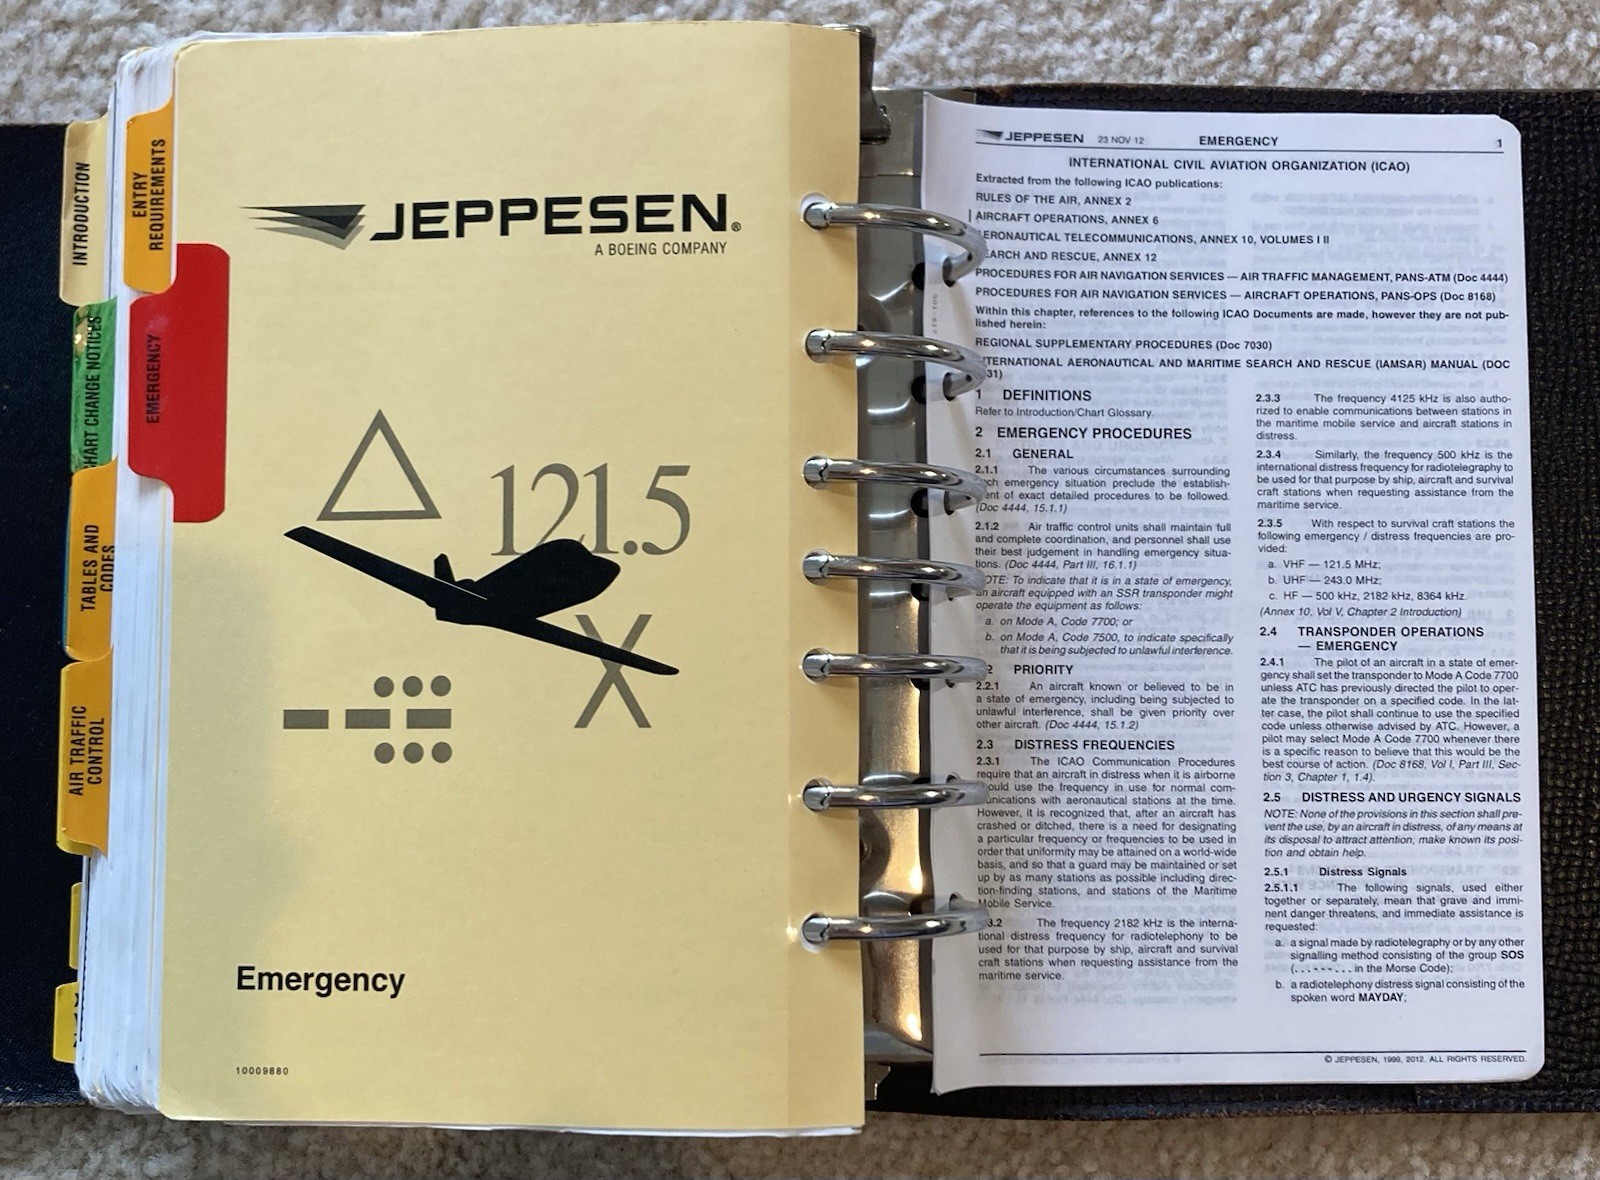 INTRODUCTION
ENTRY
REQUIREMENTS
CHART CHANGE NOTICES
EMERGENCY
TABLES AND
CODES
AIR TRAFFIC
CONTROL
JEPPESEN®
A BOEING COMPANY
121.5
X
Emergency
10009880
JEPPESEN 23 NOV 12 EMERGENCY 1
INTERNATIONAL CIVIL AVIATION ORGANIZATION (ICAO)
Extracted from the following ICAO publications:
RULES OF THE AIR, ANNEX 2
AIRCRAFT OPERATIONS, ANNEX 6
AERONAUTICAL TELECOMMUNICATIONS, ANNEX 10, VOLUMES I II
SEARCH AND RESCUE, ANNEX 12
PROCEDURES FOR AIR NAVIGATION SERVICES — AIR TRAFFIC MANAGEMENT, PANS-ATM (Doc 4444)
PROCEDURES FOR AIR NAVIGATION SERVICES — AIRCRAFT OPERATIONS, PANS-OPS (Doc 8168)
Within this chapter, references to the following ICAO Documents are made, however they are not pub-
lished herein:
REGIONAL SUPPLEMENTARY PROCEDURES (Doc 7030)
INTERNATIONAL AERONAUTICAL AND MARITIME SEARCH AND RESCUE (IAMSAR) MANUAL (DOC
31)
1 DEFINITIONS
Refer to Introduction/Chart Glossary.
2 EMERGENCY PROCEDURES
2.1 GENERAL
2.1.1 The various circumstances surrounding
each emergency situation preclude the establish-
ment of exact detailed procedures to be followed.
(Doc 4444, 15.1.1)
2.1.2 Air traffic control units shall maintain full
and complete coordination, and personnel shall use
their best judgement in handling emergency situa-
tions. (Doc 4444, Part III, 16.1.1)
NOTE: To indicate that it is in a state of emergency,
an aircraft equipped with an SSR transponder might
operate the equipment as follows:
a. on Mode A, Code 7700; or
b. on Mode A, Code 7500, to indicate specifically
that it is being subjected to unlawful interference.
2.2 PRIORITY
2.2.1 An aircraft known or believed to be in
a state of emergency, including being subjected to
unlawful interference, shall be given priority over
other aircraft. (Doc 4444, 15.1.2)
2.3 DISTRESS FREQUENCIES
2.3.1 The ICAO Communication Procedures
require that an aircraft in distress when it is airborne
should use the frequency in use for normal com-
munications with aeronautical stations at the time.
However, it is recognized that, after an aircraft has
crashed or ditched, there is a need for designating
a particular frequency or frequencies to be used in
order that uniformity may be attained on a world-wide
basis, and so that a guard may be maintained or set
up by as many stations as possible including direc-
tion-finding stations, and stations of the Maritime
Mobile Service.
2.3.2 The frequency 2182 kHz is the interna-
tional distress frequency for radiotelephony to be
used for that purpose by ship, aircraft and survival
craft stations when requesting assistance from the
maritime service.
2.3.3 The frequency 4125 kHz is also autho-
rized to enable communications between stations in
the maritime mobile service and aircraft stations in
distress.
2.3.4 Similarly, the frequency 500 kHz is the
international distress frequency for radiotelegraphy to
be used for that purpose by ship, aircraft and survival
craft stations when requesting assistance from the
maritime service.
2.3.5 With respect to survival craft stations the
following emergency / distress frequencies are pro-
vided:
a. VHF — 121.5 MHz;
b. UHF — 243.0 MHz;
c. HF — 500 kHz, 2182 kHz, 8364 kHz.
(Annex 10, Vol V, Chapter 2 Introduction)
2.4 TRANSPONDER OPERATIONS
— EMERGENCY
2.4.1 The pilot of an aircraft in a state of emer-
gency shall set the transponder to Mode A Code 7700
unless ATC has previously directed the pilot to oper-
ate the transponder on a specified code. In the lat-
ter case, the pilot shall continue to use the specified
code unless otherwise advised by ATC. However, a
pilot may select Mode A Code 7700 whenever there
is a specific reason to believe that this would be the
best course of action. (Doc 8168, Vol I, Part III, Sec-
tion 3, Chapter 1, 1.4).
2.5 DISTRESS AND URGENCY SIGNALS
NOTE: None of the provisions in this section shall pre-
vent the use, by an aircraft in distress, of any means at
its disposal to attract attention, make known its posi-
tion and obtain help.
2.5.1 Distress Signals
2.5.1.1 The following signals, used either
together or separately, mean that grave and immi-
nent danger threatens, and immediate assistance is
requested:
a. a signal made by radiotelegraphy or by any other
signalling method consisting of the group SOS
(. . . - - - . . . in the Morse Code);
b. a radiotelephony distress signal consisting of the
spoken word MAYDAY;
© JEPPESEN, 1999, 2012. ALL RIGHTS RESERVED.